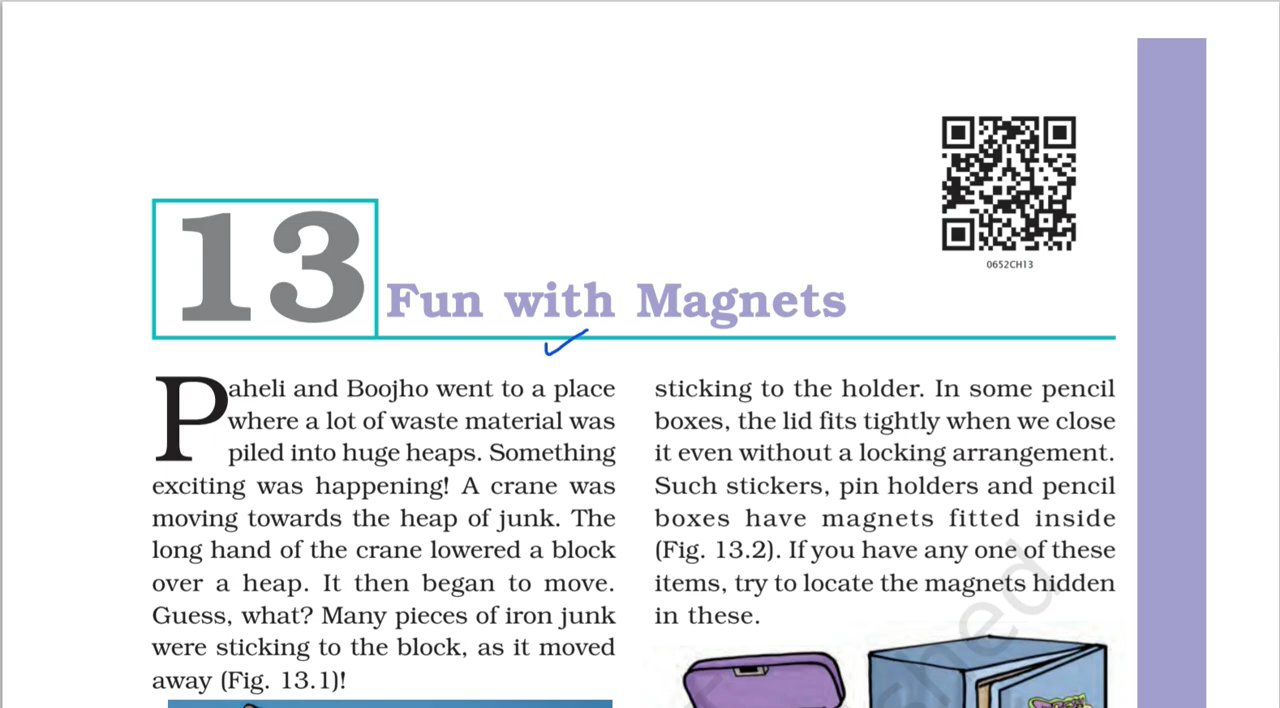 0652CH13
13
Fun with Magnets
Paheli and Boojho went to a place
where a lot of waste material was
piled into huge heaps. Something
exciting was happening! A crane was
moving towards the heap of junk. The
long hand of the crane lowered a block
over a heap. It then began to move.
Guess, what? Many pieces of iron junk
were sticking to the block, as it moved
away (Fig. 13.1)!
sticking to the holder. In some pencil
boxes, the lid fits tightly when we close
it even without a locking arrangement.
Such stickers, pin holders and pencil
boxes have magnets fitted inside
(Fig. 13.2). If you have any one of these
items, try to locate the magnets hidden
in these.